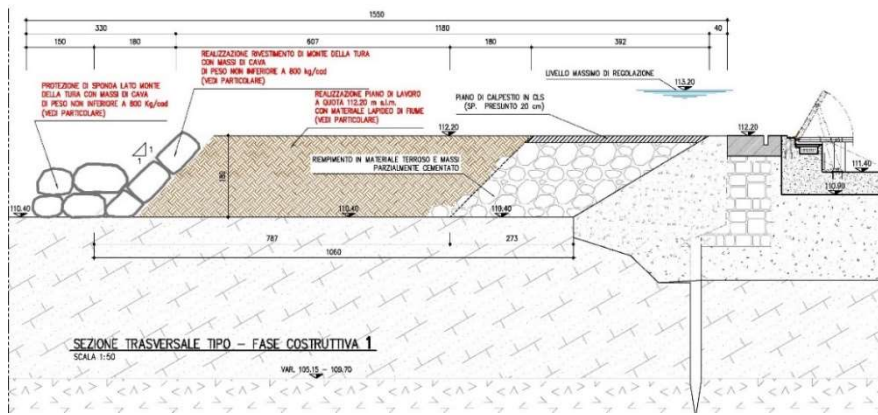 1550
330
1180
40
150
180
607
180
392
PROTEZIONE DI SPONDA LATO MONTE
DELLA TURA CON MASSI DI CAVA
DI PESO NON INFERIORE A 800 Kg/cad
(VEDI PARTICOLARE)
REALIZZAZIONE RIVESTIMENTO DI MONTE DELLA TURA
CON MASSI DI CAVA
DI PESO NON INFERIORE A 800 kg/cad
(VEDI PARTICOLARE)
REALIZZAZIONE PIANO DI LAVORO
A QUOTA 112.20 m s.l.m.
CON MATERIALE LAPIDEO DI FIUME
(VEDI PARTICOLARE)
LIVELLO MASSIMO DI REGOLAZIONE
113.20
PIANO DI CALPESTIO IN CLS
(SP. PRESUNTO 20 cm)
1
1
112.20
112.20
RIEMPIMENTO IN MATERIALE TERROSO E MASSI
PARZIALMENTE CEMENTATO
180
111.40
110.90
110.40
110.40
110.40
787
273
1060
SEZIONE TRASVERSALE TIPO - FASE COSTRUTTIVA 1
SCALA 1:50